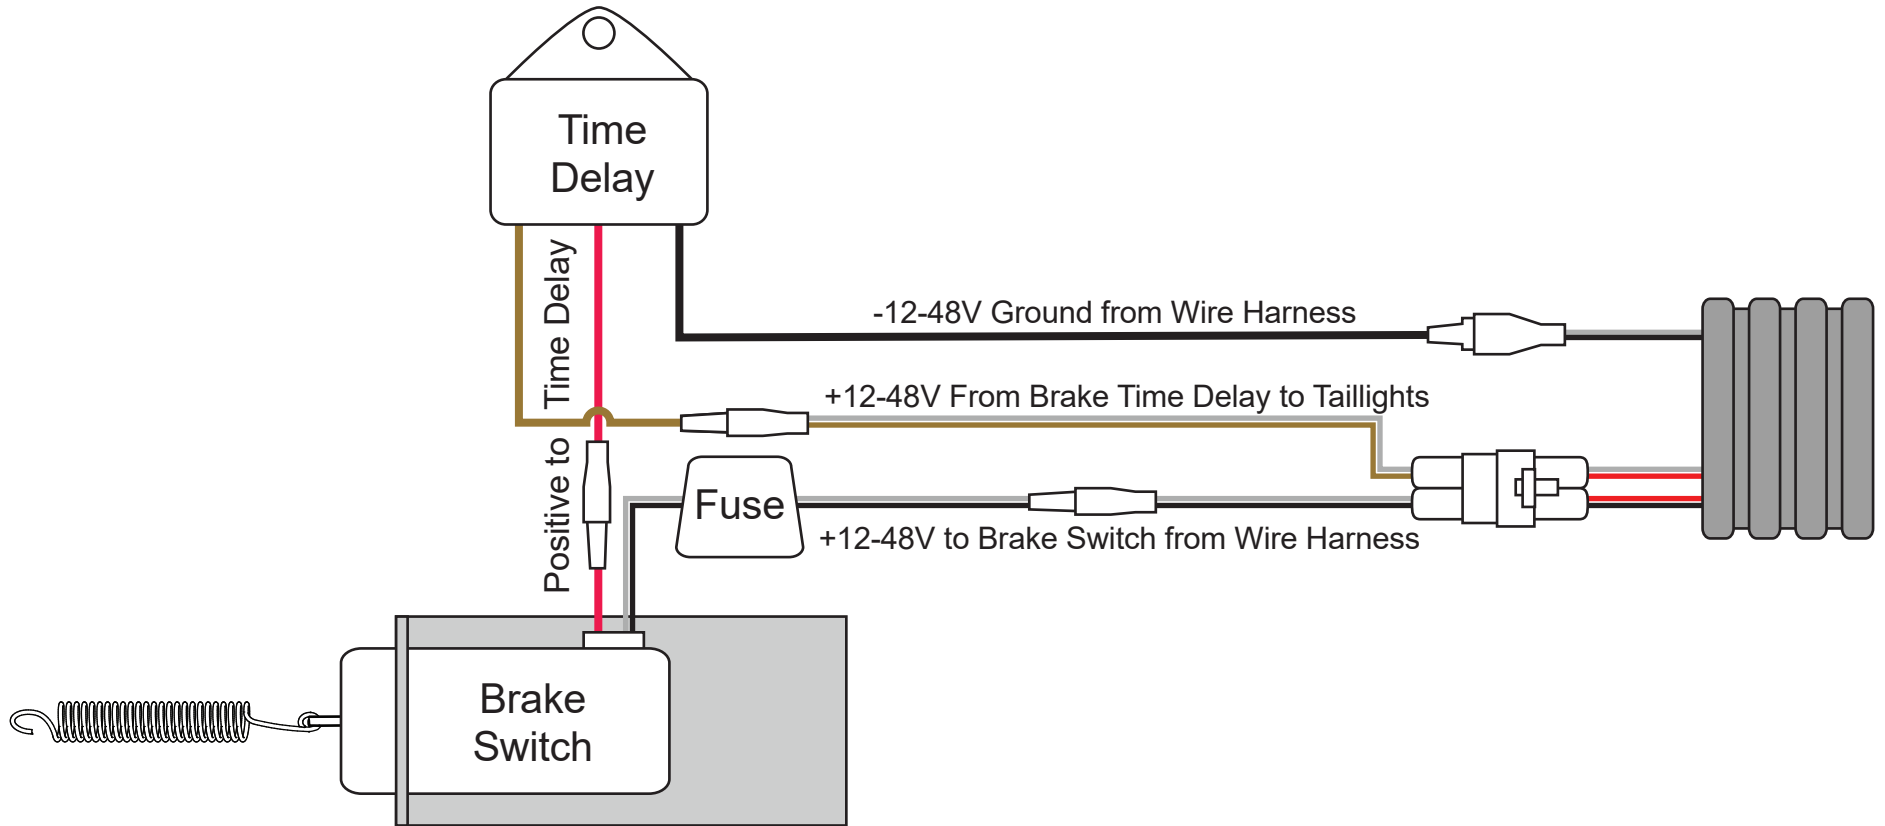 Time
Delay
Positive to Time Delay
-12-48V Ground from Wire Harness
+12-48V From Brake Time Delay to Taillights
Fuse
+12-48V to Brake Switch from Wire Harness
Brake
Switch